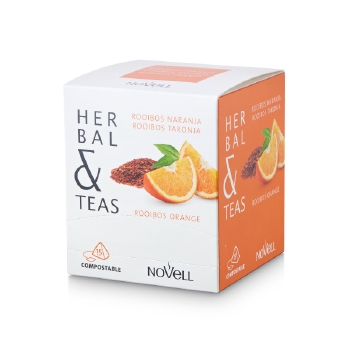 HER
BAL
&
TEAS
ROOIBOS NARANJA
ROOIBOS TARONJA
ROOIBOS ORANGE
15
COMPOSTABLE
NOVELL
HER
BAL
&
TEAS
ROOIBOS NARANJA
ROOIBOS TARONJA
ROOIBOS ORANGE
COMPOSTABLE
NOVELL